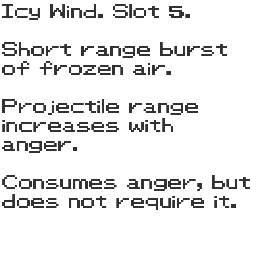 Icy Wind. Slot 5.
Short range burst
of frozen air.
Projectile range
increases with
anger.
Consumes anger, but
does not require it.